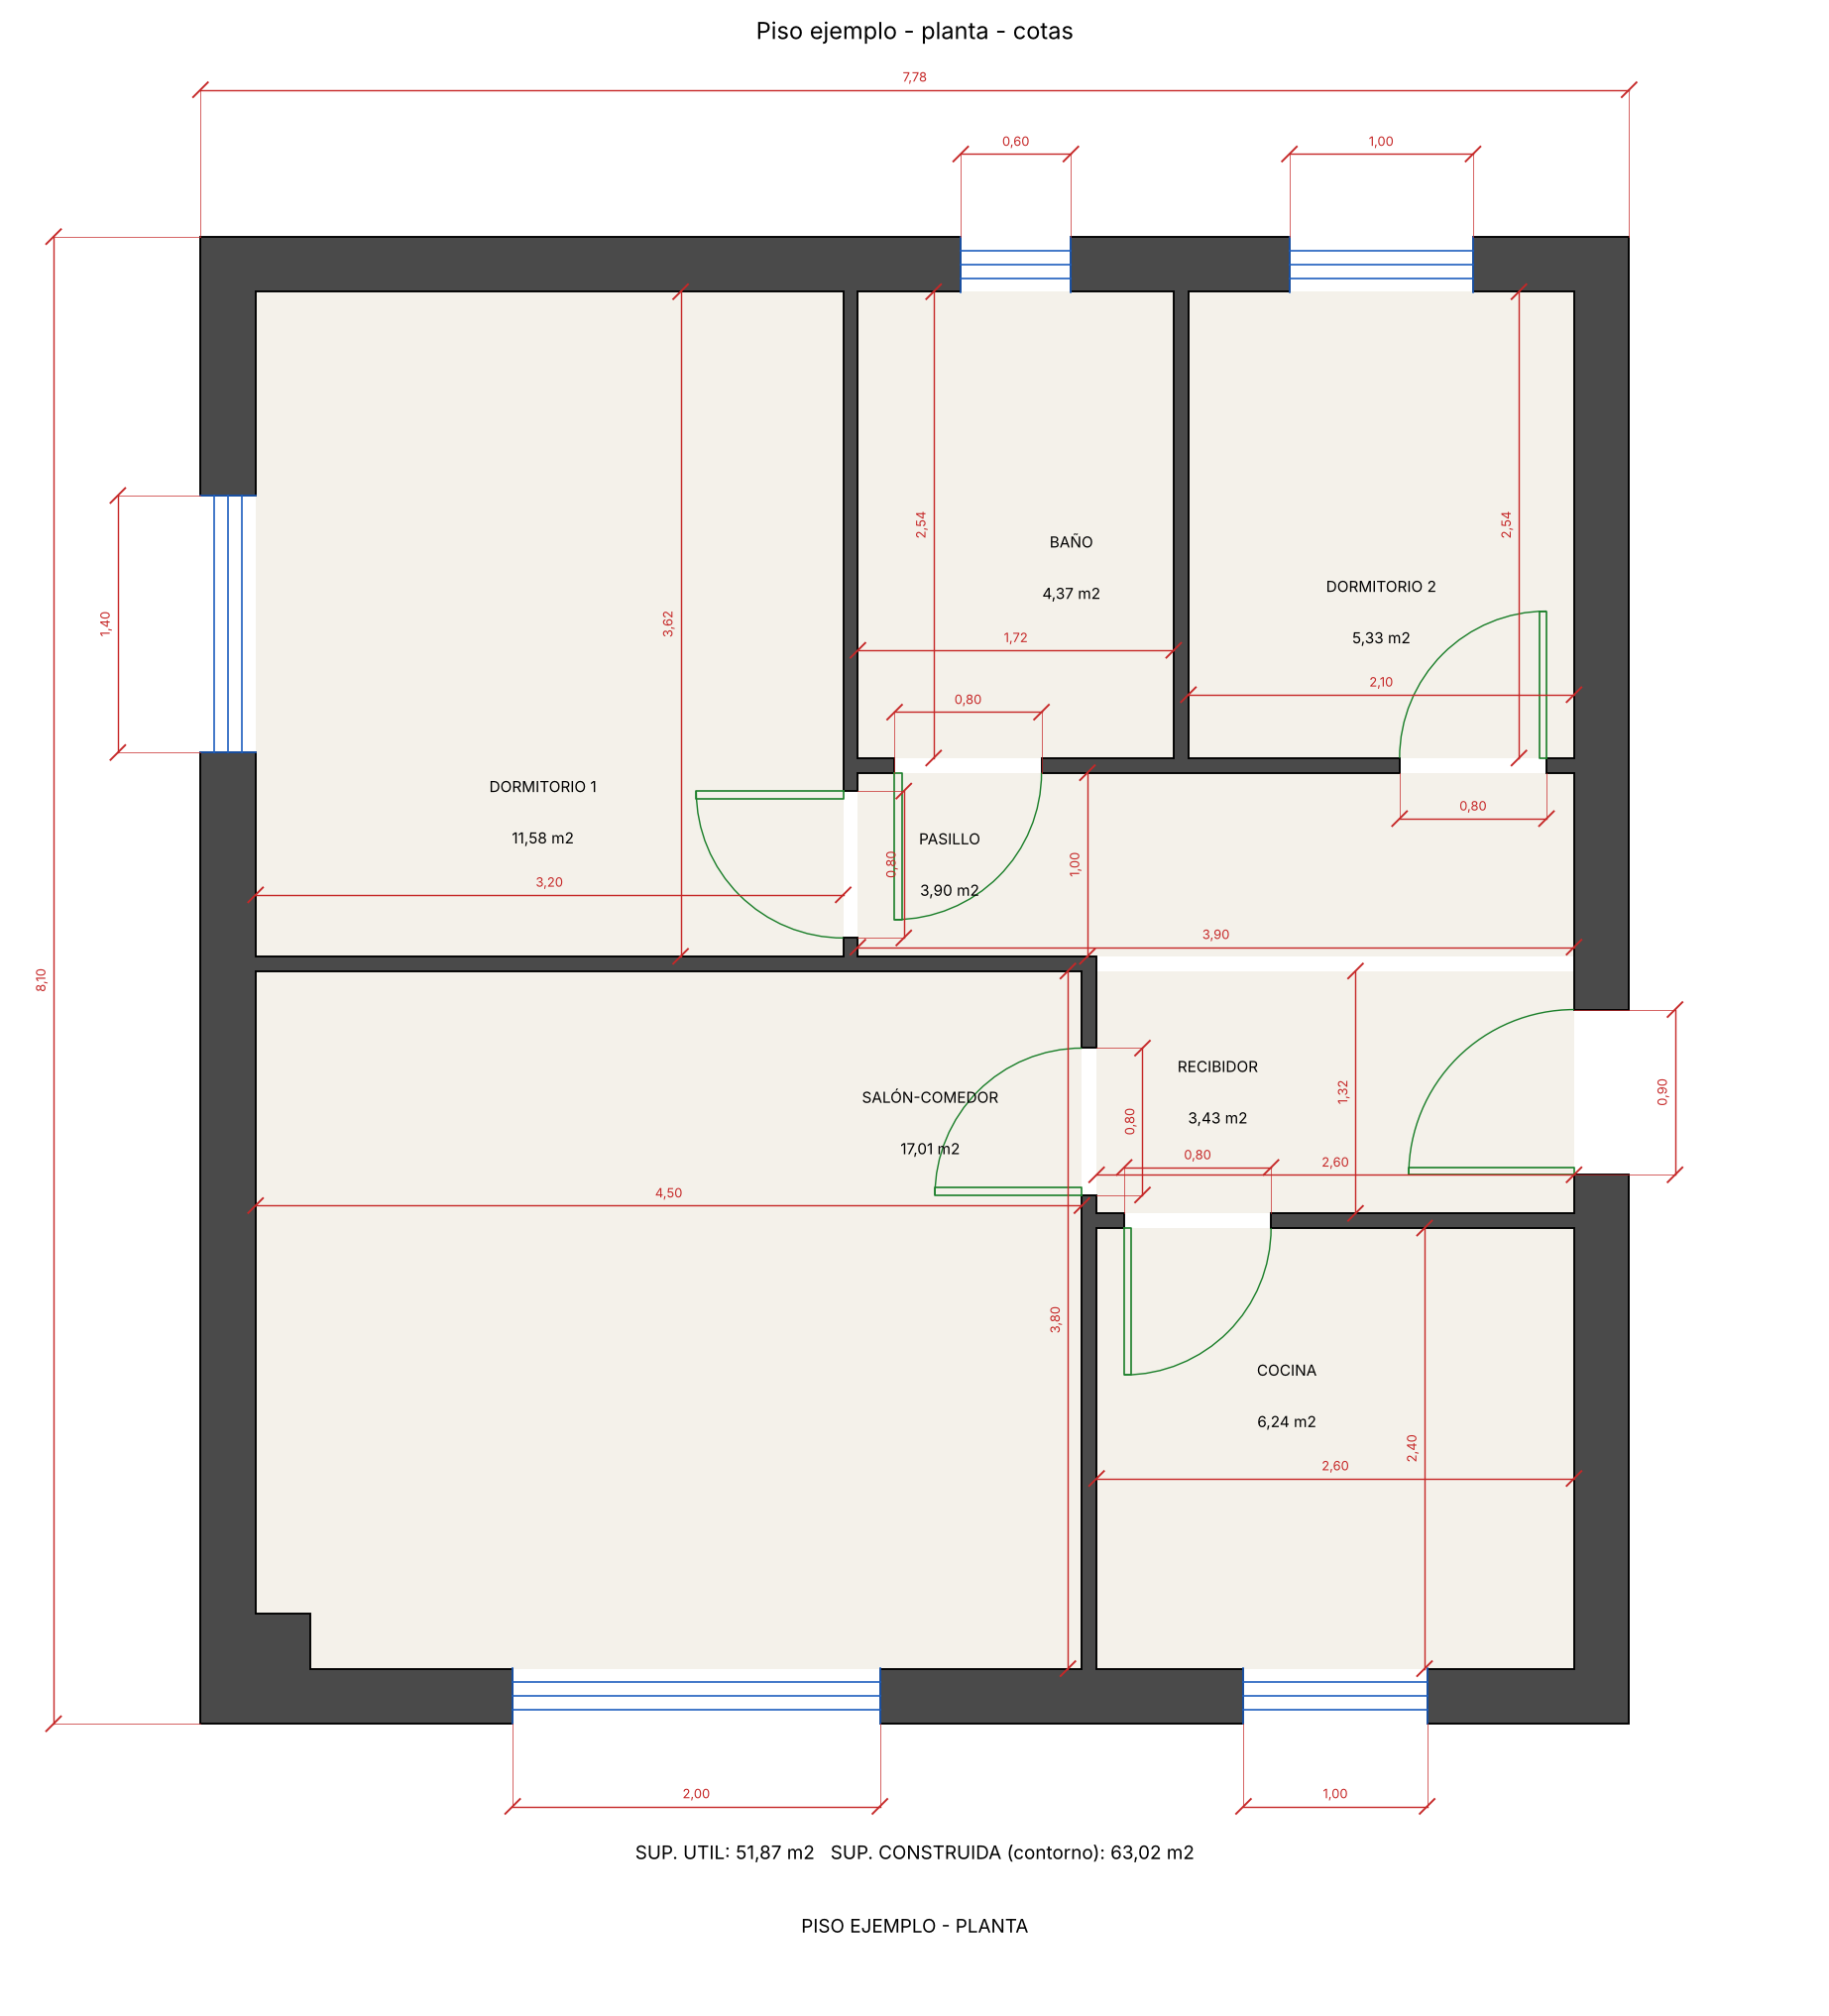 Piso ejemplo - planta - cotas
7,78
0,60
1,00
2,54
2,54
1,40
3,62
BAÑO
4,37 m2
DORMITORIO 2
5,33 m2
1,72
2,10
0,80
DORMITORIO 1
11,58 m2
0,80
PASILLO
3,90 m2
0,80
1,00
3,20
3,90
8,10
RECIBIDOR
3,43 m2
1,32
0,90
SALÓN-COMEDOR
17,01 m2
0,80
0,80
2,60
4,50
3,80
COCINA
6,24 m2
2,40
2,60
2,00
1,00
SUP. UTIL: 51,87 m2 SUP. CONSTRUIDA (contorno): 63,02 m2
PISO EJEMPLO - PLANTA